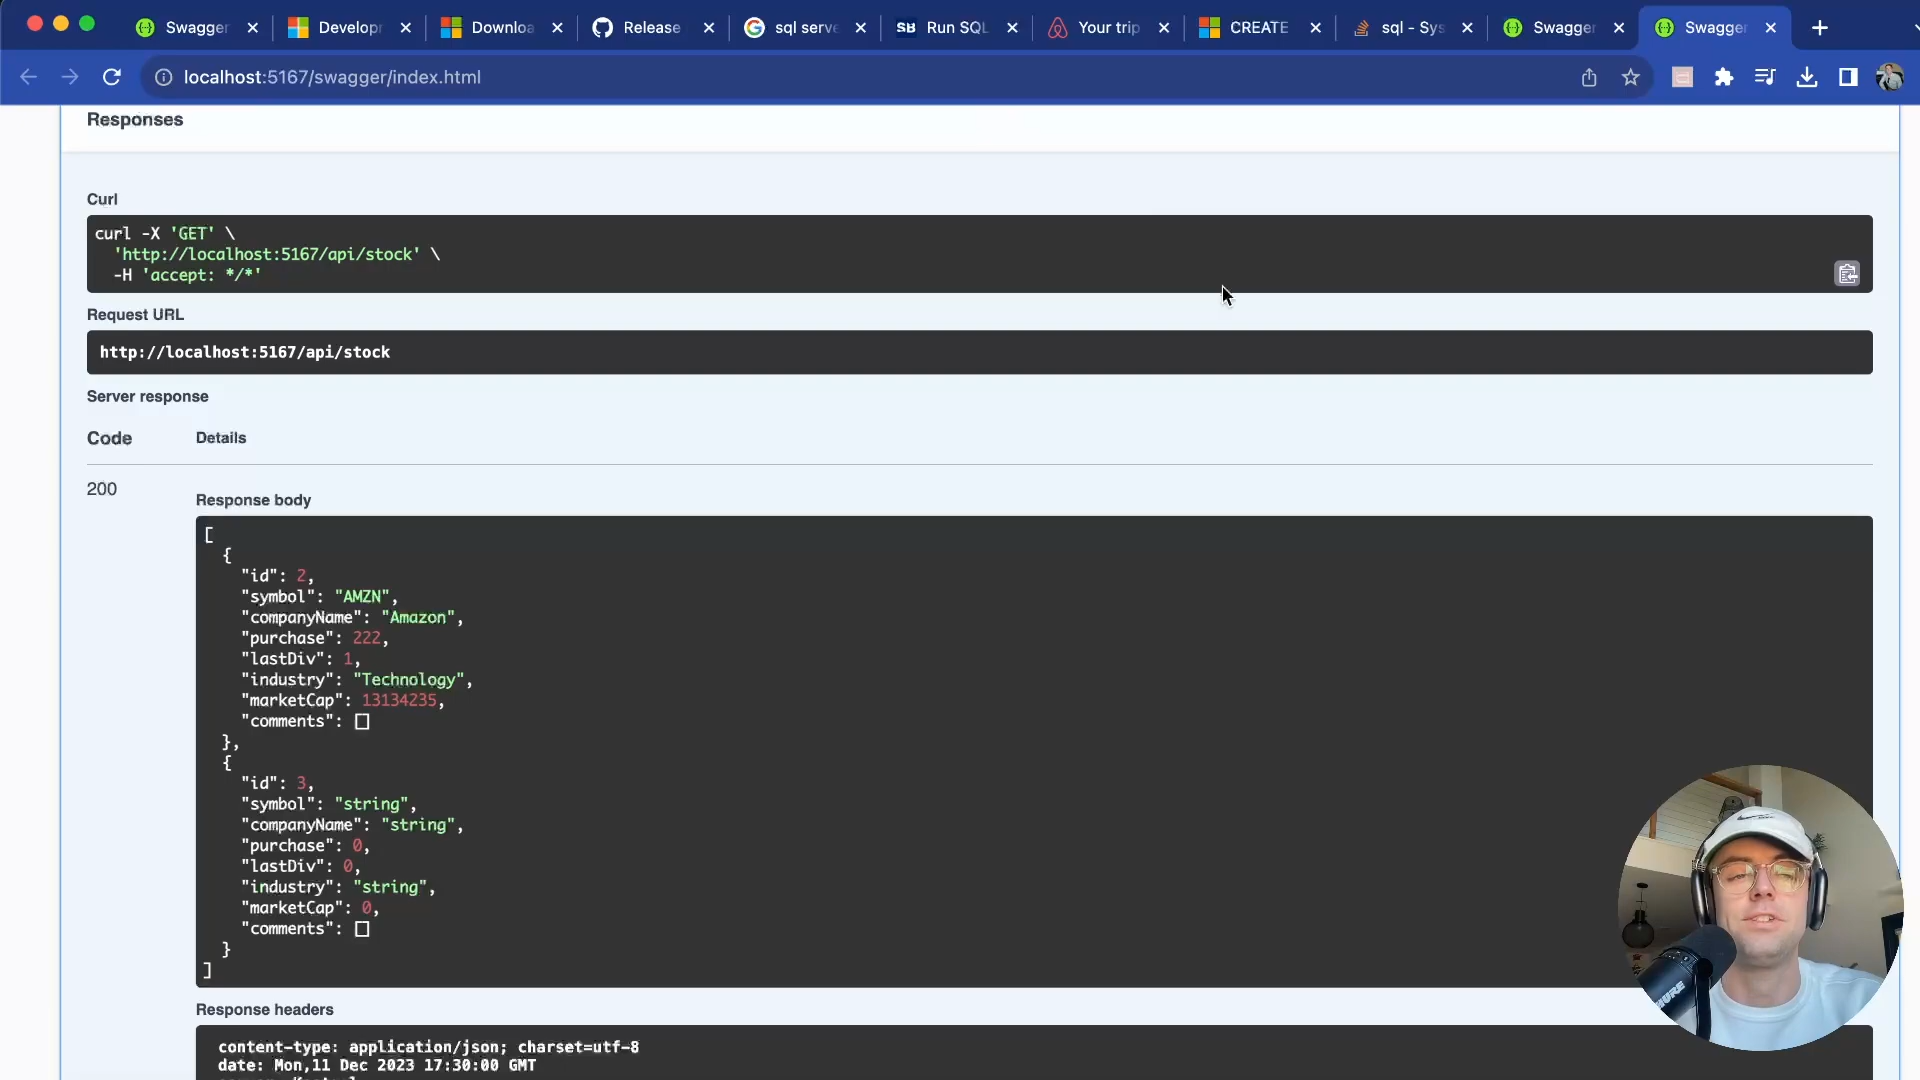 Swagger
Develop
Downloa
Release
sql serve
SB Run SQL
Your trip
CREATE
sql - Sys
Swagger
Swagger
localhost:5167/swagger/index.html
Responses
Curl
curl -X 'GET' \
'http://localhost:5167/api/stock' \
-H 'accept: */*'
Request URL
http://localhost:5167/api/stock
Server response
Code Details
200
Response body
[
{
"id": 2,
"symbol": "AMZN",
"companyName": "Amazon",
"purchase": 222,
"lastDiv": 1,
"industry": "Technology",
"marketCap": 13134235,
"comments": []
},
{
"id": 3,
"symbol": "string",
"companyName": "string",
"purchase": 0,
"lastDiv": 0,
"industry": "string",
"marketCap": 0,
"comments": []
}
]
Response headers
content-type: application/json; charset=utf-8
date: Mon,11 Dec 2023 17:30:00 GMT
SHURE